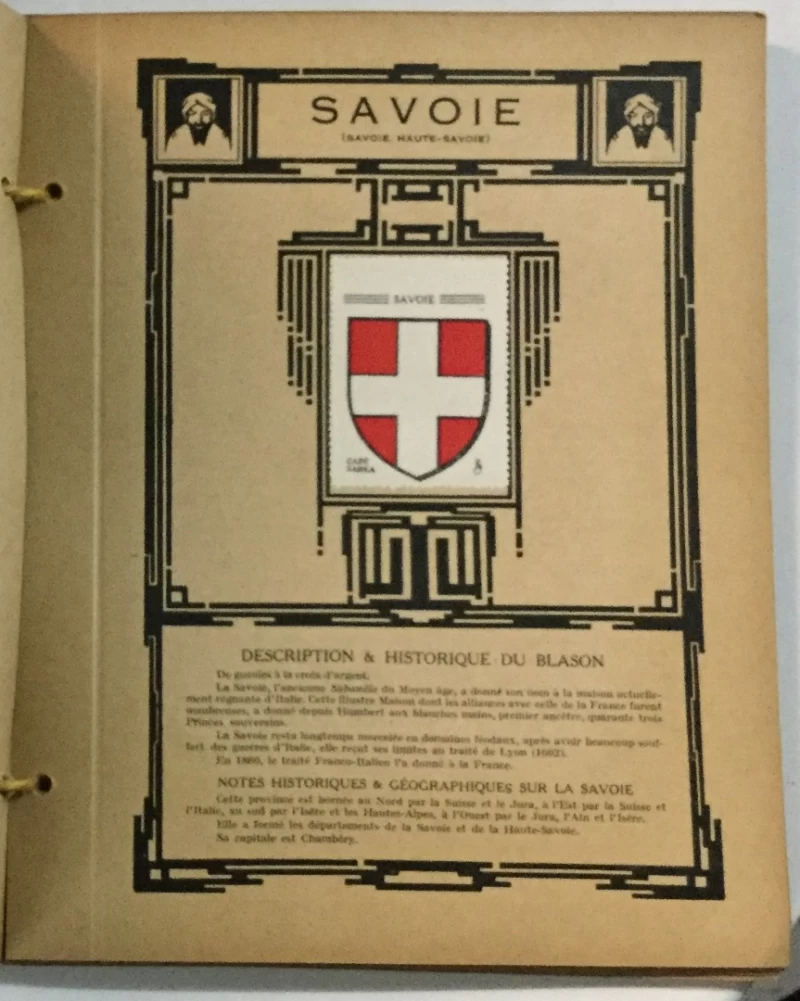 SAVOIE
(SAVOIE, HAUTE-SAVOIE)
SAVOIE
CAFÉ
SANKA
DESCRIPTION & HISTORIQUE DU BLASON
De gueules à la croix d'argent.
La Savoie, l'ancienne Sabaudia du Moyen âge, a donné son nom à la maison actuelle-
ment régnante d'Italie. Cette Illustre Maison dont les alliances avec celle de la France furent
nombreuses, a donné depuis Humbert aux blanches mains, premier ancêtre, quarante trois
Princes souverains.
La Savoie resta longtemps morcelée en domaines féodaux, après avoir beaucoup souf-
fert des guerres d'Italie, elle reçut ses limites au traité de Lyon
En 1860, le traité Franco-Italien l'a donné à la France.
NOTES HISTORIQUES & GÉOGRAPHIQUES SUR LA SAVOIE
Cette province est bornée au Nord par la Suisse et le Jura, à l'Est par la Suisse et
l'Italie, au sud par l'Isère et les Hautes-Alpes, à l'Ouest par le Jura, l'Ain et l'Isère.
Elle a formé les départements de la Savoie et de la Haute-Savoie.
Sa capitale est Chambéry.